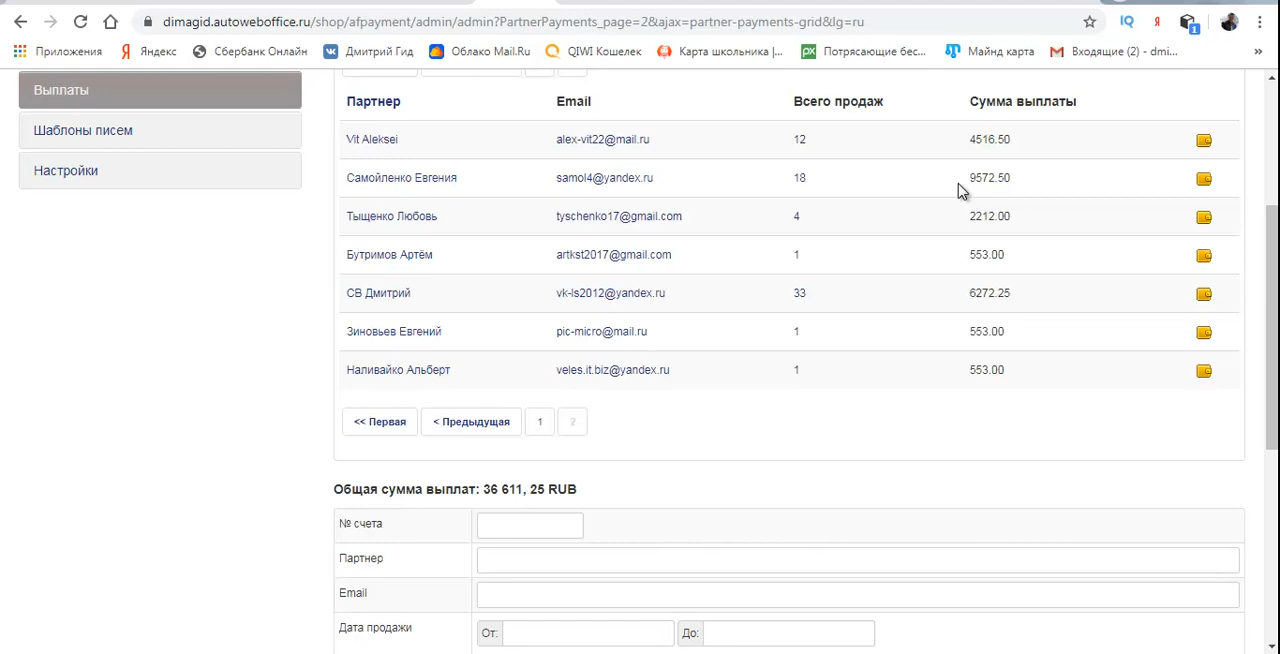 dimagid.autoweboffice.ru/shop/afpayment/admin/admin?PartnerPayments_page=2&ajax=partner-payments-grid&lg=ru
IQ Я 1
Приложения Яндекс Сбербанк Онлайн Дмитрий Гид Облако Mail.Ru QIWI Кошелек Карта школьника |... Потрясающие бес... Майнд карта Входящие (2) - dmi... »
Выплаты
Шаблоны писем
Настройки
Партнер Email Всего продаж Сумма выплаты
Vit Aleksei alex-vit22@mail.ru 12 4516.50
Самойленко Евгения samol4@yandex.ru 18 9572.50
Тыщенко Любовь tyschenko17@gmail.com 4 2212.00
Бутримов Артём artkst2017@gmail.com 1 553.00
СВ Дмитрий vk-ls2012@yandex.ru 33 6272.25
Зиновьев Евгений pic-micro@mail.ru 1 553.00
Наливайко Альберт veles.it.biz@yandex.ru 1 553.00
<< Первая < Предыдущая 1 2
Общая сумма выплат: 36 611, 25 RUB
№ счета
Партнер
Email
Дата продажи От: До: